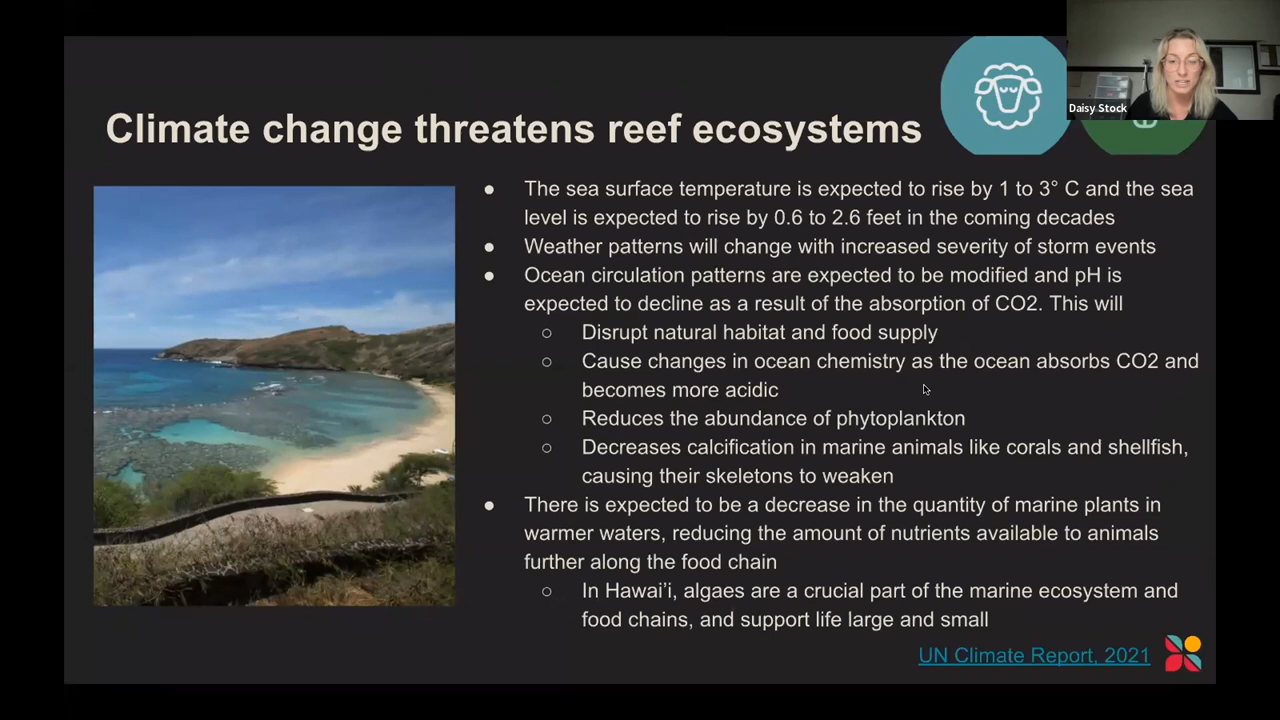 Climate change threatens reef ecosystems
Daisy Stock
● The sea surface temperature is expected to rise by 1 to 3° C and the sea
level is expected to rise by 0.6 to 2.6 feet in the coming decades
● Weather patterns will change with increased severity of storm events
● Ocean circulation patterns are expected to be modified and pH is
expected to decline as a result of the absorption of CO2. This will
○ Disrupt natural habitat and food supply
○ Cause changes in ocean chemistry as the ocean absorbs CO2 and
becomes more acidic
○ Reduces the abundance of phytoplankton
○ Decreases calcification in marine animals like corals and shellfish,
causing their skeletons to weaken
● There is expected to be a decrease in the quantity of marine plants in
warmer waters, reducing the amount of nutrients available to animals
further along the food chain
○ In Hawai’i, algaes are a crucial part of the marine ecosystem and
food chains, and support life large and small
UN Climate Report, 2021